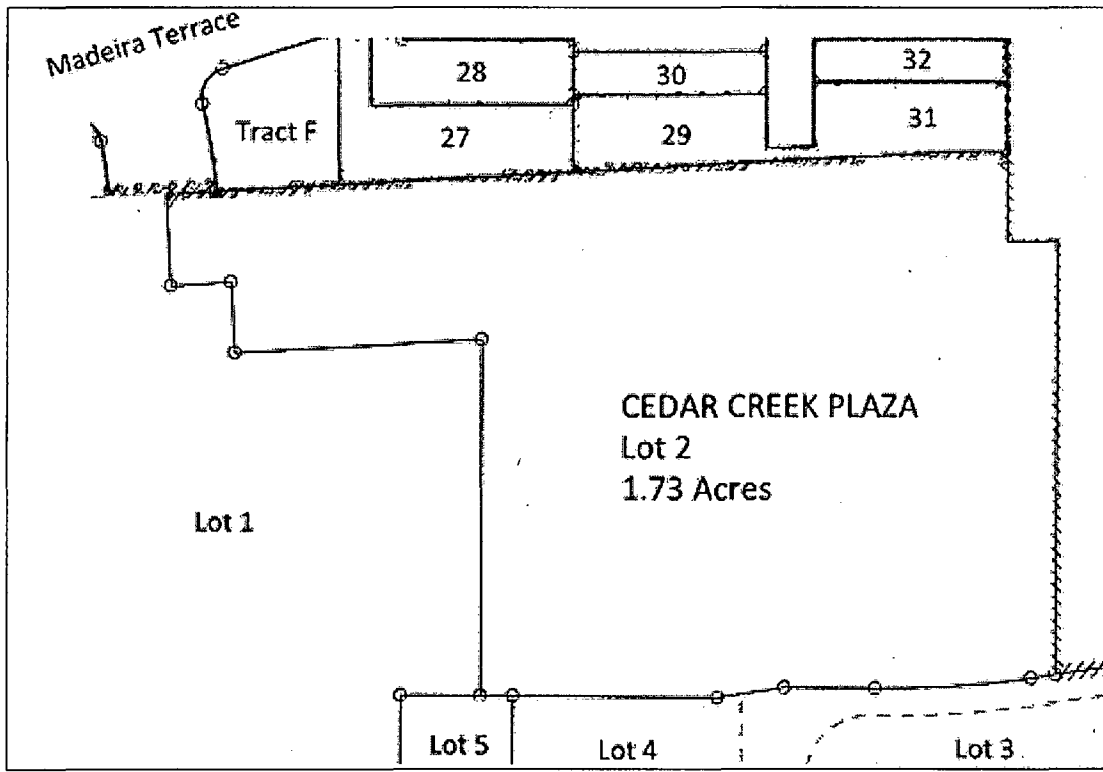 Madeira Terrace
28
30
32
Tract F
27
29
31
CEDAR CREEK PLAZA
Lot 2
1.73 Acres
Lot 1
Lot 5
Lot 4
Lot 3